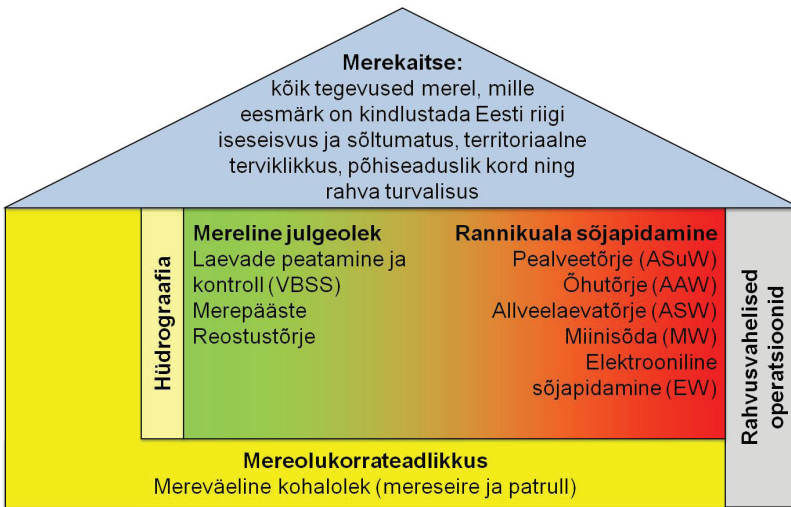 Merekaitse:
kõik tegevused merel, mille
eesmärk on kindlustada Eesti riigi
iseseisvus ja sõltumatus, territoriaalne
terviklikkus, põhiseaduslik kord ning
rahva turvalisus
Hüdrograafia
Mereline julgeolek
Laevade peatamine ja
kontroll (VBSS)
Merepääste
Reostustõrje
Rannikuala sõjapidamine
Pealveetõrje (ASuW)
Õhutõrje (AAW)
Allveelaevatõrje (ASW)
Miinisõda (MW)
Elektrooniline
sõjapidamine (EW)
Rahvusvahelised
operatsioonid
Mereolukorrateadlikkus
Mereväeline kohalolek (mereseire ja patrull)